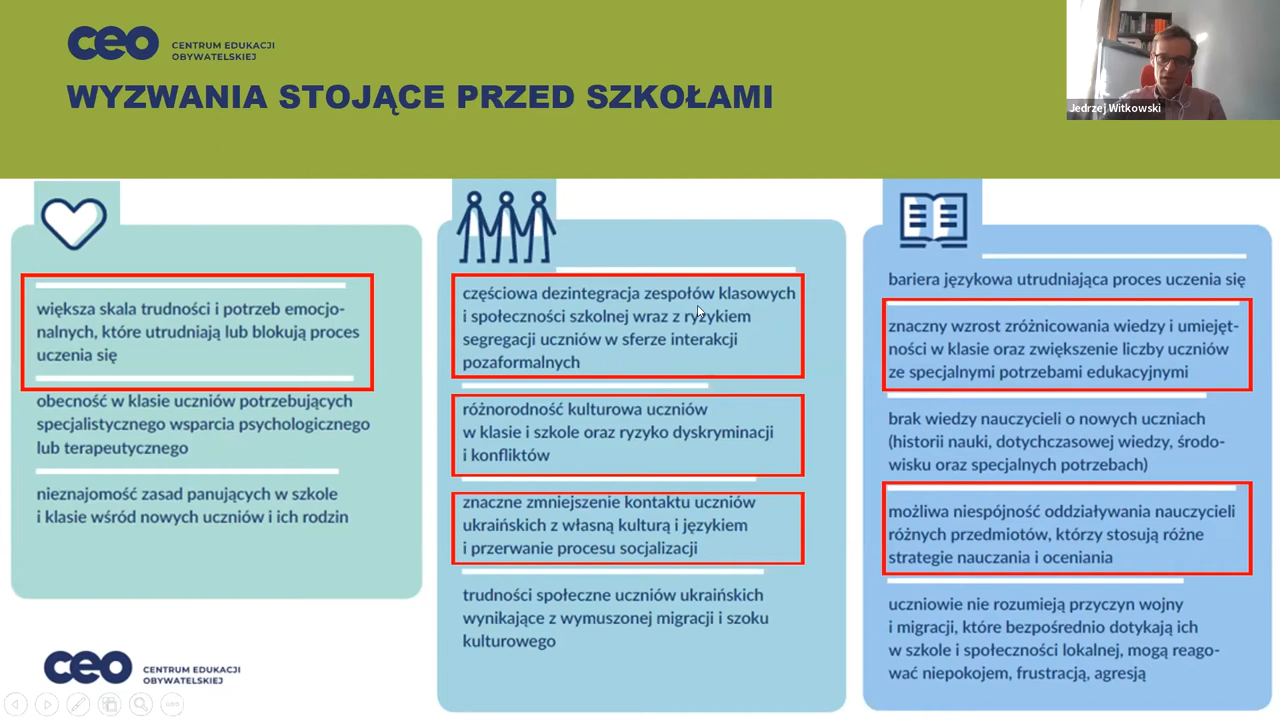 ceo CENTRUM EDUKACJI
OBYWATELSKIEJ
WYZWANIA STOJĄCE PRZED SZKOŁAMI
Jedrzej Witkowski
większa skala trudności i potrzeb emocjo-
nalnych, które utrudniają lub blokują proces
uczenia się
obecność w klasie uczniów potrzebujących
specjalistycznego wsparcia psychologicznego
lub terapeutycznego
nieznajomość zasad panujących w szkole
i klasie wśród nowych uczniów i ich rodzin
częściowa dezintegracja zespołów klasowych
i społeczności szkolnej wraz z ryzykiem
segregacji uczniów w sferze interakcji
pozaformalnych
różnorodność kulturowa uczniów
w klasie i szkole oraz ryzyko dyskryminacji
i konfliktów
znaczne zmniejszenie kontaktu uczniów
ukraińskich z własną kulturą i językiem
i przerwanie procesu socjalizacji
trudności społeczne uczniów ukraińskich
wynikające z wymuszonej migracji i szoku
kulturowego
bariera językowa utrudniająca proces uczenia się
znaczny wzrost zróżnicowania wiedzy i umiejęt-
ności w klasie oraz zwiększenie liczby uczniów
ze specjalnymi potrzebami edukacyjnymi
brak wiedzy nauczycieli o nowych uczniach
(historii nauki, dotychczasowej wiedzy, środo-
wisku oraz specjalnych potrzebach)
możliwa niespójność oddziaływania nauczycieli
różnych przedmiotów, którzy stosują różne
strategie nauczania i oceniania
uczniowie nie rozumieją przyczyn wojny
i migracji, które bezpośrednio dotykają ich
w szkole i społeczności lokalnej, mogą reago-
wać niepokojem, frustracją, agresją
ceo CENTRUM EDUKACJI
OBYWATELSKIEJ